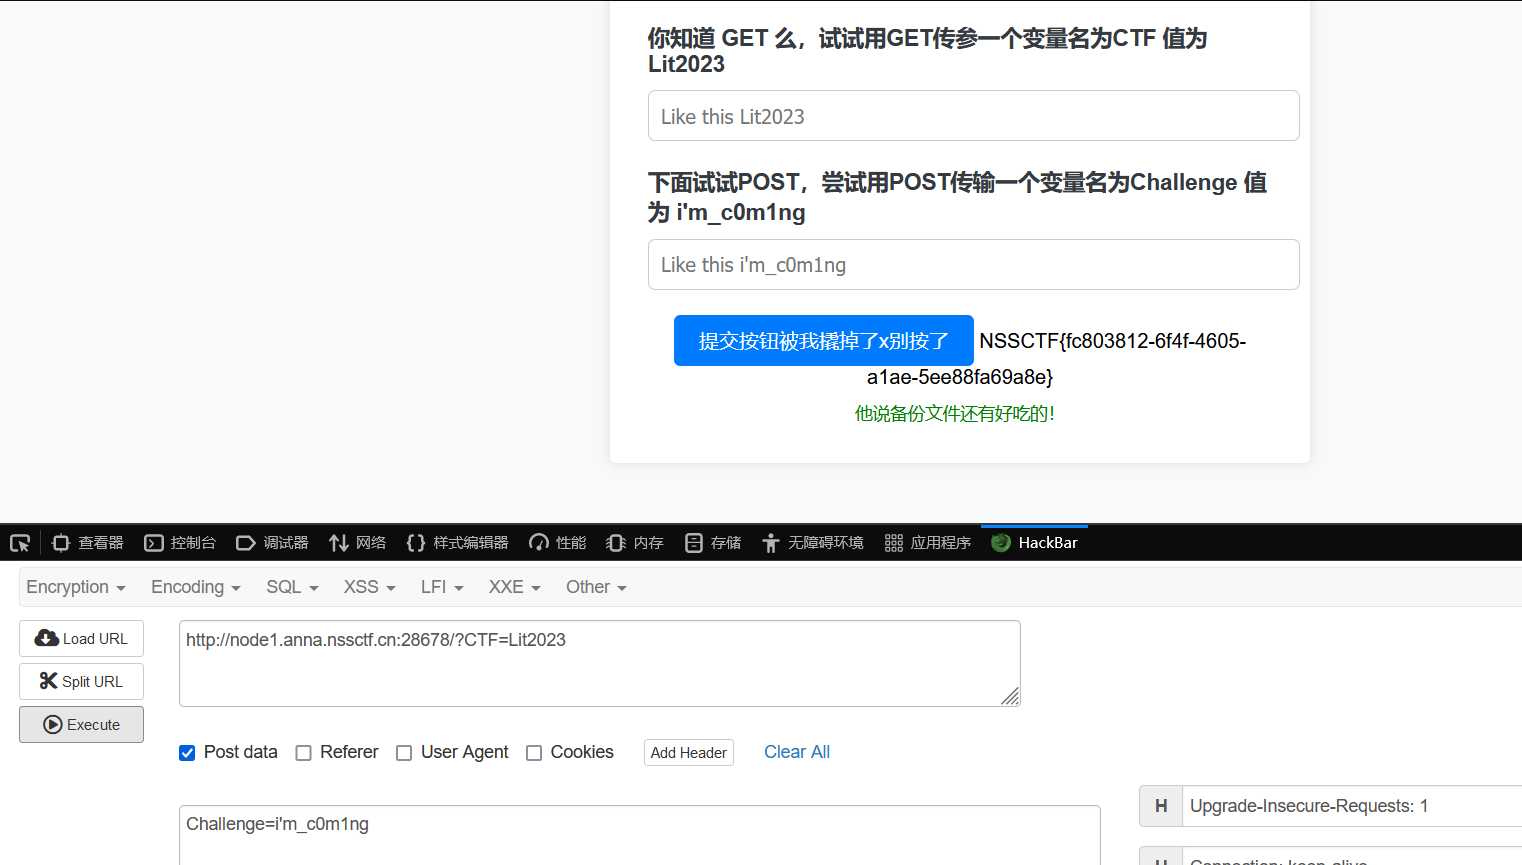 你知道 GET 么，试试用GET传参一个变量名为CTF 值为
Lit2023
Like this Lit2023
下面试试POST，尝试用POST传输一个变量名为Challenge 值
为 i'm_c0m1ng
Like this i'm_c0m1ng
提交按钮被我撬掉了x别按了 NSSCTF{fc803812-6f4f-4605-
a1ae-5ee88fa69a8e}
他说备份文件还有好吃的！
查看器 控制台 调试器 网络 样式编辑器 性能 内存 存储 无障碍环境 应用程序 HackBar
Encryption Encoding SQL XSS LFI XXE Other
Load URL
http://node1.anna.nssctf.cn:28678/?CTF=Lit2023
Split URL
Execute
Post data Referer User Agent Cookies Add Header Clear All
Challenge=i'm_c0m1ng
H Upgrade-Insecure-Requests: 1
H Connection: keep-alive